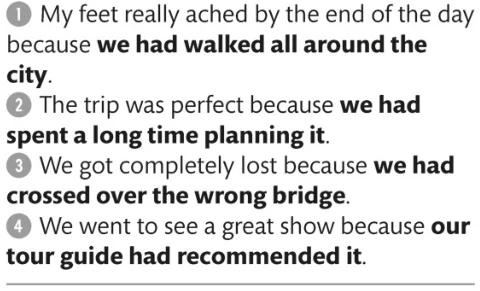 1 My feet really ached by the end of the day
because we had walked all around the
city.
2 The trip was perfect because we had
spent a long time planning it.
3 We got completely lost because we had
crossed over the wrong bridge.
4 We went to see a great show because our
tour guide had recommended it.